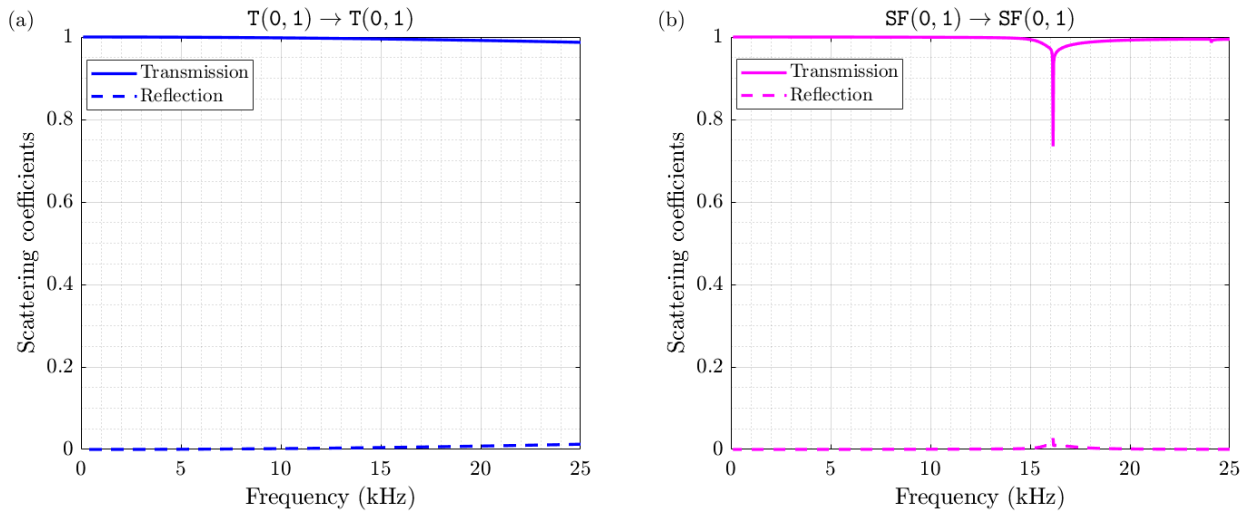 (a)
T(0, 1) → T(0, 1)
Transmission
Reflection
Scattering coefficients
1
0.8
0.6
0.4
0.2
0
0 5 10 15 20 25
Frequency (kHz)
(b)
SF(0, 1) → SF(0, 1)
Transmission
Reflection
Scattering coefficients
1
0.8
0.6
0.4
0.2
0
0 5 10 15 20 25
Frequency (kHz)